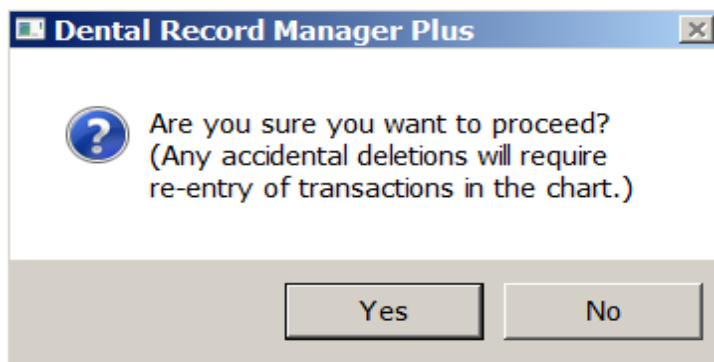 Dental Record Manager Plus
Are you sure you want to proceed?
(Any accidental deletions will require
re-entry of transactions in the chart.)
Yes
No